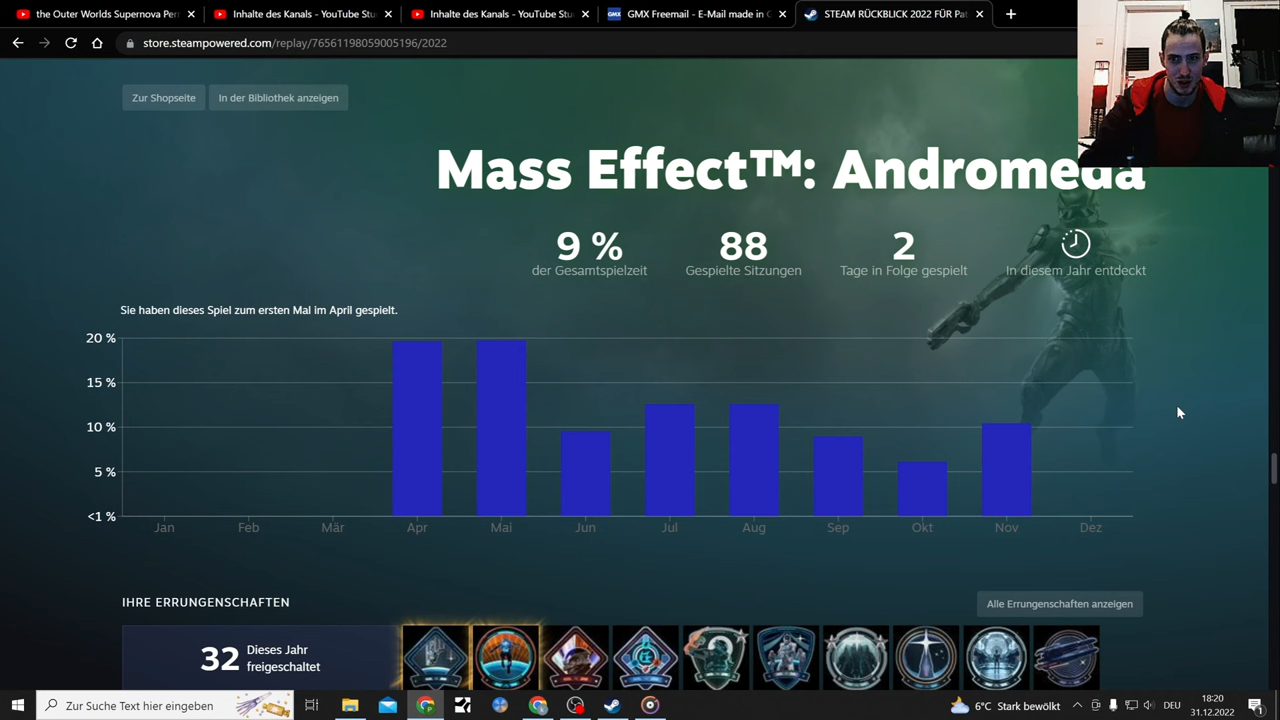 the Outer Worlds Supernova Per
Inhalte des Kanals - YouTube Stu
des Kanals - YouTub
GMX Freemail - E-Mail made in G
STEAM RÜCKBLICK 2022 FÜR Pat
store.steampowered.com/replay/76561198059005196/2022
Zur Shopseite
In der Bibliothek anzeigen
Mass Effect™: Andromeda
9 % 88 2
der Gesamtspielzeit Gespielte Sitzungen Tage in Folge gespielt In diesem Jahr entdeckt
Sie haben dieses Spiel zum ersten Mal im April gespielt.
20 %
15 %
10 %
5 %
<1 %
Jan Feb Mär Apr Mai Jun Jul Aug Sep Okt Nov Dez
IHRE ERRUNGENSCHAFTEN
Alle Errungenschaften anzeigen
32 Dieses Jahr
freigeschaltet
Zur Suche Text hier eingeben
6°C Stark bewölkt
18:20
31.12.2022
1